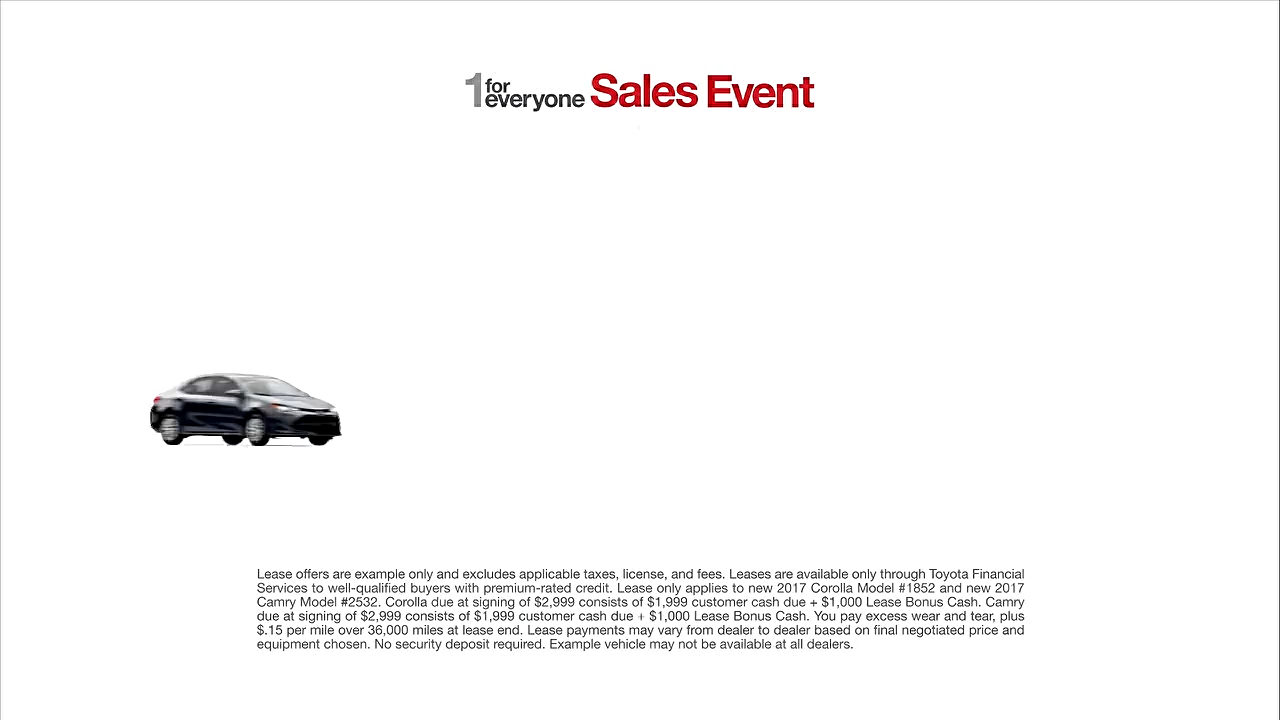 1 for everyone Sales Event
Lease offers are example only and excludes applicable taxes, license, and fees. Leases are available only through Toyota Financial
Services to well-qualified buyers with premium-rated credit. Lease only applies to new 2017 Corolla Model #1852 and new 2017
Camry Model #2532. Corolla due at signing of $2,999 consists of $1,999 customer cash due + $1,000 Lease Bonus Cash. Camry
due at signing of $2,999 consists of $1,999 customer cash due + $1,000 Lease Bonus Cash. You pay excess wear and tear, plus
$.15 per mile over 36,000 miles at lease end. Lease payments may vary from dealer to dealer based on final negotiated price and
equipment chosen. No security deposit required. Example vehicle may not be available at all dealers.